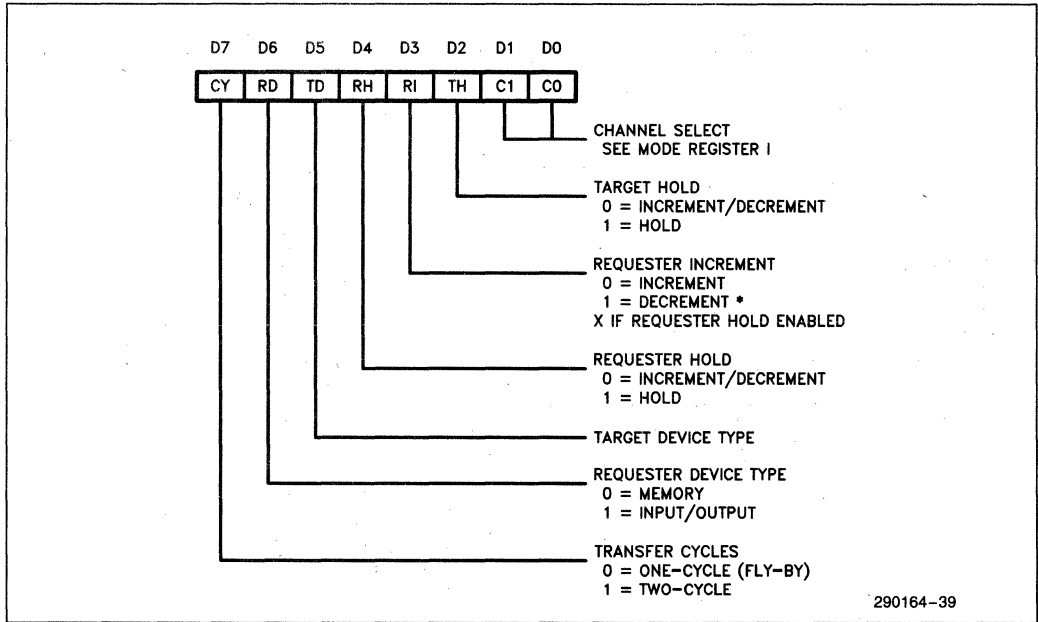 D7 D6 D5 D4 D3 D2 D1 D0
CY RD TD RH RI TH C1 C0
CHANNEL SELECT
SEE MODE REGISTER I
TARGET HOLD
0 = INCREMENT/DECREMENT
1 = HOLD
REQUESTER INCREMENT
0 = INCREMENT
1 = DECREMENT *
X IF REQUESTER HOLD ENABLED
REQUESTER HOLD
0 = INCREMENT/DECREMENT
1 = HOLD
TARGET DEVICE TYPE
REQUESTER DEVICE TYPE
0 = MEMORY
1 = INPUT/OUTPUT
TRANSFER CYCLES
0 = ONE-CYCLE (FLY-BY)
1 = TWO-CYCLE
290164-39